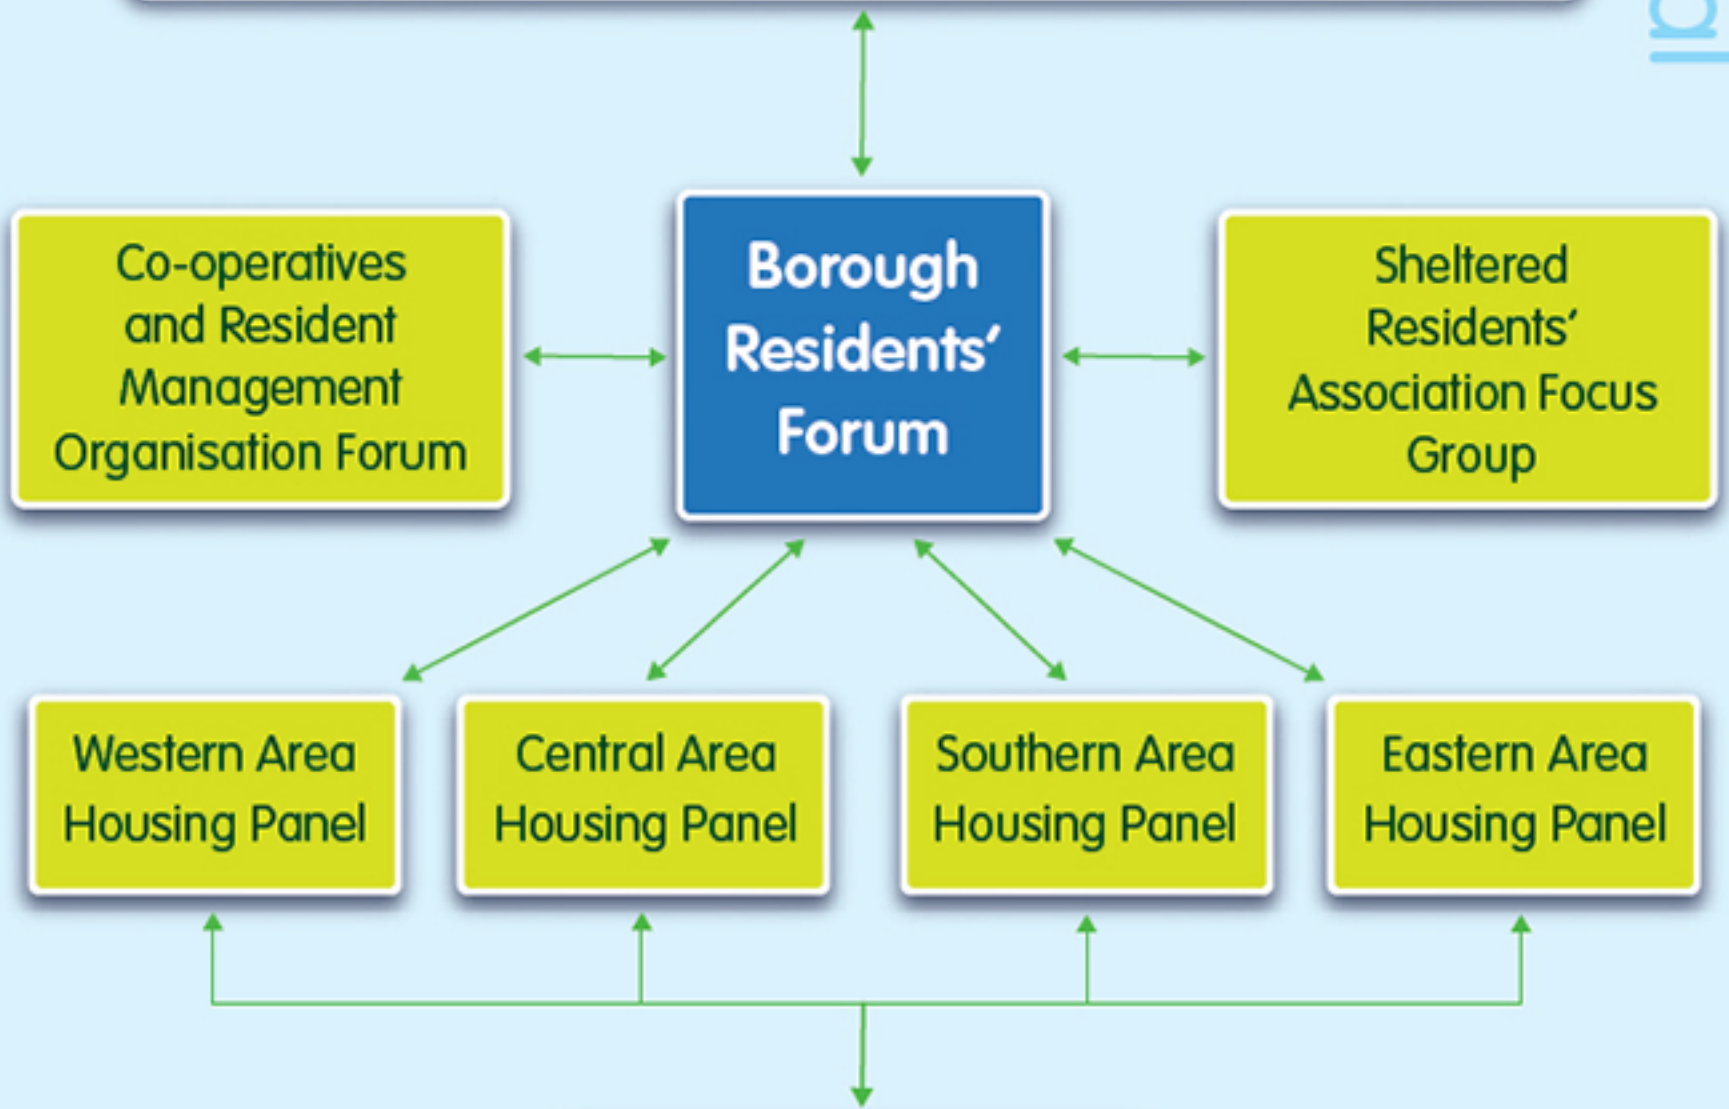 Co-operatives
and Resident
Management
Organisation Forum
Borough
Residents’
Forum
Sheltered
Residents’
Association Focus
Group
Western Area
Housing Panel
Central Area
Housing Panel
Southern Area
Housing Panel
Eastern Area
Housing Panel